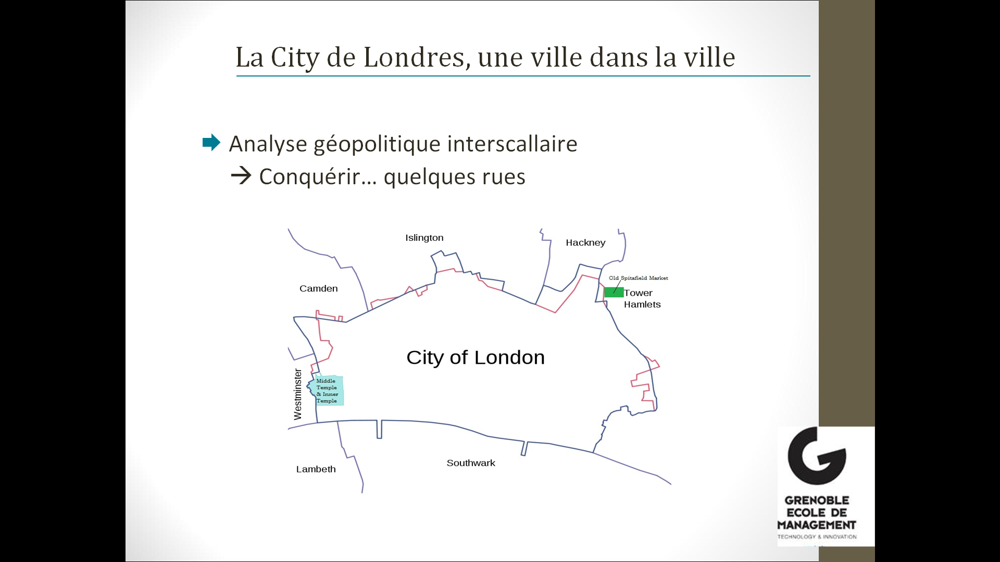 La City de Londres, une ville dans la ville
Analyse géopolitique interscallaire
→ Conquérir... quelques rues
Islington
Hackney
Camden
Old Spitafield Market
Tower
Hamlets
City of London
Westminster
Middle
Temple
& Inner
Temple
Lambeth
Southwark
GRENOBLE
ECOLE DE
MANAGEMENT
TECHNOLOGY & INNOVATION